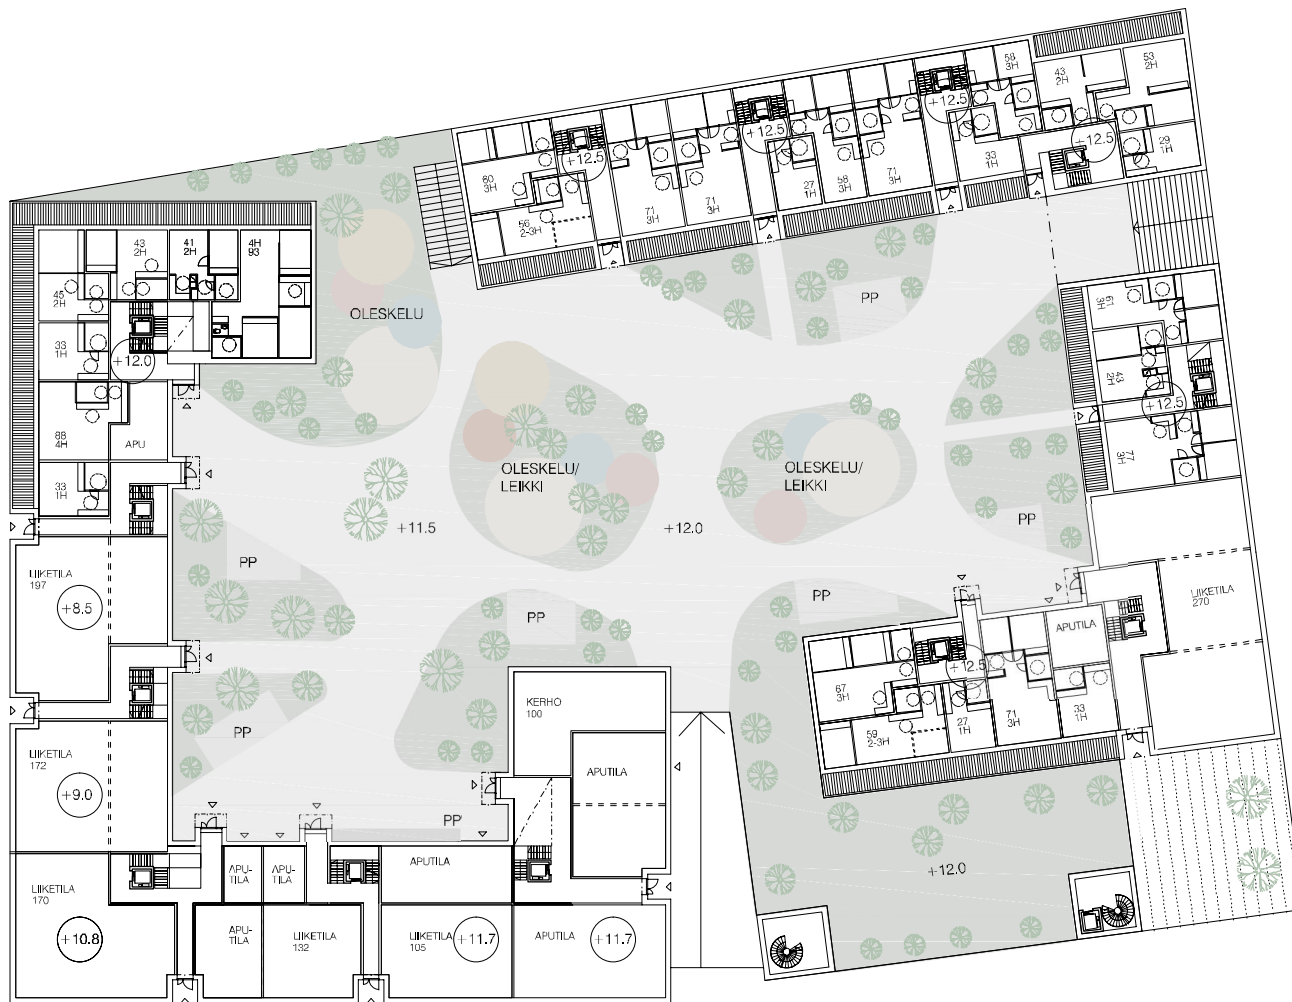 58
3H
43
2H
53
2H
+12.5
+12.5
+12.5
+12.5
29
1H
60
3H
56
2-3H
71
3H
71
3H
27
1H
58
3H
71
3H
33
1H
43
2H
41
2H
4H
93
45
2H
33
1H
+12.0
88
4H
APU
33
1H
OLESKELU
PP
61
3H
43
2H
+12.5
77
3H
OLESKELU/
LEIKKI
OLESKELU/
LEIKKI
+11.5
+12.0
PP
PP
LIIKETILA
197
+8.5
PP
PP
LIIKETILA
270
APUTILA
+12.5
67
3H
59
2-3H
27
1H
71
3H
33
1H
KERHO
100
PP
LIIKETILA
172
+9.0
APUTILA
PP
APU-
TILA
APU-
TILA
APUTILA
LIIKETILA
170
+10.8
APU-
TILA
LIIKETILA
132
LIIKETILA
105
+11.7
APUTILA
+11.7
+12.0